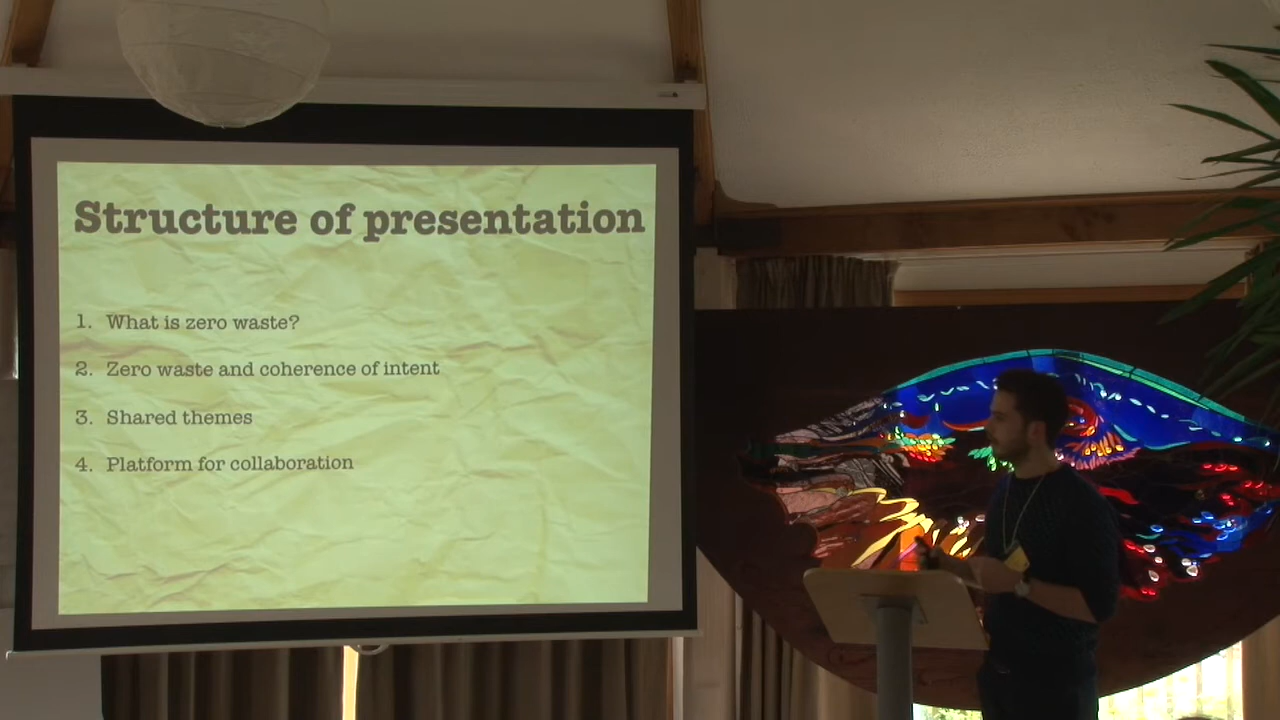 Structure of presentation
1. What is zero waste?
2. Zero waste and coherence of intent
3. Shared themes
4. Platform for collaboration